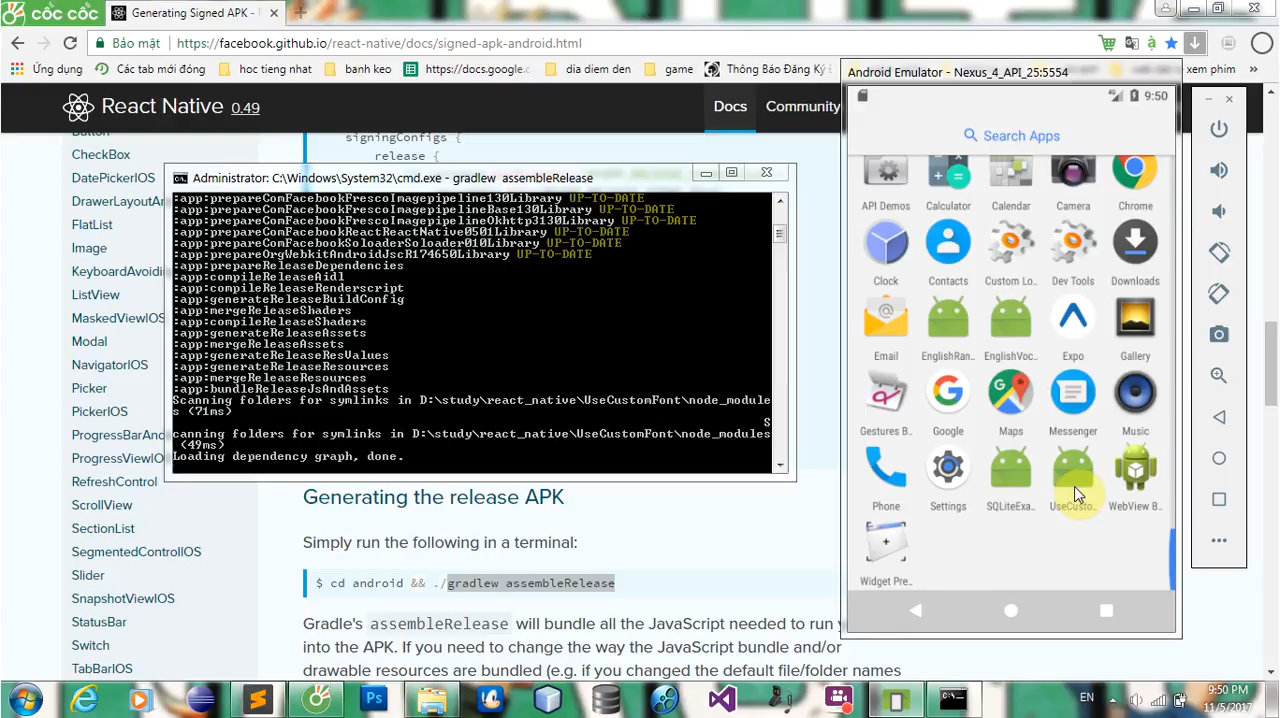 cốc cốc
Generating Signed APK -
Bảo mật
https://facebook.github.io/react-native/docs/signed-apk-android.html
Ứng dụng
Các tab mới đóng
hoc tieng nhat
banh keo
https://docs.google.c
dia diem den
game
Thông Báo Đăng Ký
xem phim
React Native 0.49
Docs
Community
Button
CheckBox
DatePickerIOS
DrawerLayoutAn
FlatList
Image
KeyboardAvoidin
ListView
MaskedViewIOS
Modal
NavigatorIOS
Picker
PickerIOS
ProgressBarAnd
ProgressViewIO
RefreshControl
ScrollView
SectionList
SegmentedControlIOS
Slider
SnapshotViewIOS
StatusBar
Switch
TabBarIOS
signingConfigs {
release {
Administrator: C:\Windows\System32\cmd.exe - gradlew assembleRelease
:app:prepareComFacebookFrescoImagepipeline130Library UP-TO-DATE
:app:prepareComFacebookFrescoImagepipelineBase130Library UP-TO-DATE
:app:prepareComFacebookFrescoImagepipelineOkhttp3130Library UP-TO-DATE
:app:prepareComFacebookReactReactNative0501Library UP-TO-DATE
:app:prepareComFacebookSoloaderSoloader010Library UP-TO-DATE
:app:prepareOrgWebkitAndroidJscR174650Library UP-TO-DATE
:app:prepareReleaseDependencies
:app:compileReleaseAidl
:app:compileReleaseRenderscript
:app:generateReleaseBuildConfig
:app:mergeReleaseShaders
:app:compileReleaseShaders
:app:generateReleaseAssets
:app:mergeReleaseAssets
:app:generateReleaseResValues
:app:generateReleaseResources
:app:mergeReleaseResources
:app:bundleReleaseJsAndAssets
Scanning folders for symlinks in D:\study\react_native\UseCustomFont\node_module
s (71ms)
S
canning folders for symlinks in D:\study\react_native\UseCustomFont\node_modules
(49ms)
Loading dependency graph, done.
Generating the release APK
Simply run the following in a terminal:
$ cd android && ./gradlew assembleRelease
Gradle's assembleRelease will bundle all the JavaScript needed to run y
into the APK. If you need to change the way the JavaScript bundle and/or
drawable resources are bundled (e.g. if you changed the default file/folder names
Android Emulator - Nexus_4_API_25:5554
9:50
Search Apps
API Demos
Calculator
Calendar
Camera
Chrome
Clock
Contacts
Custom Lo..
Dev Tools
Downloads
Email
EnglishRan..
EnglishVoc..
Expo
Gallery
Gestures B..
Google
Maps
Messenger
Music
Phone
Settings
SQLiteExa..
UseCusto..
WebView B..
Widget Pre..
Ps
EN
9:50 PM
11/5/2017